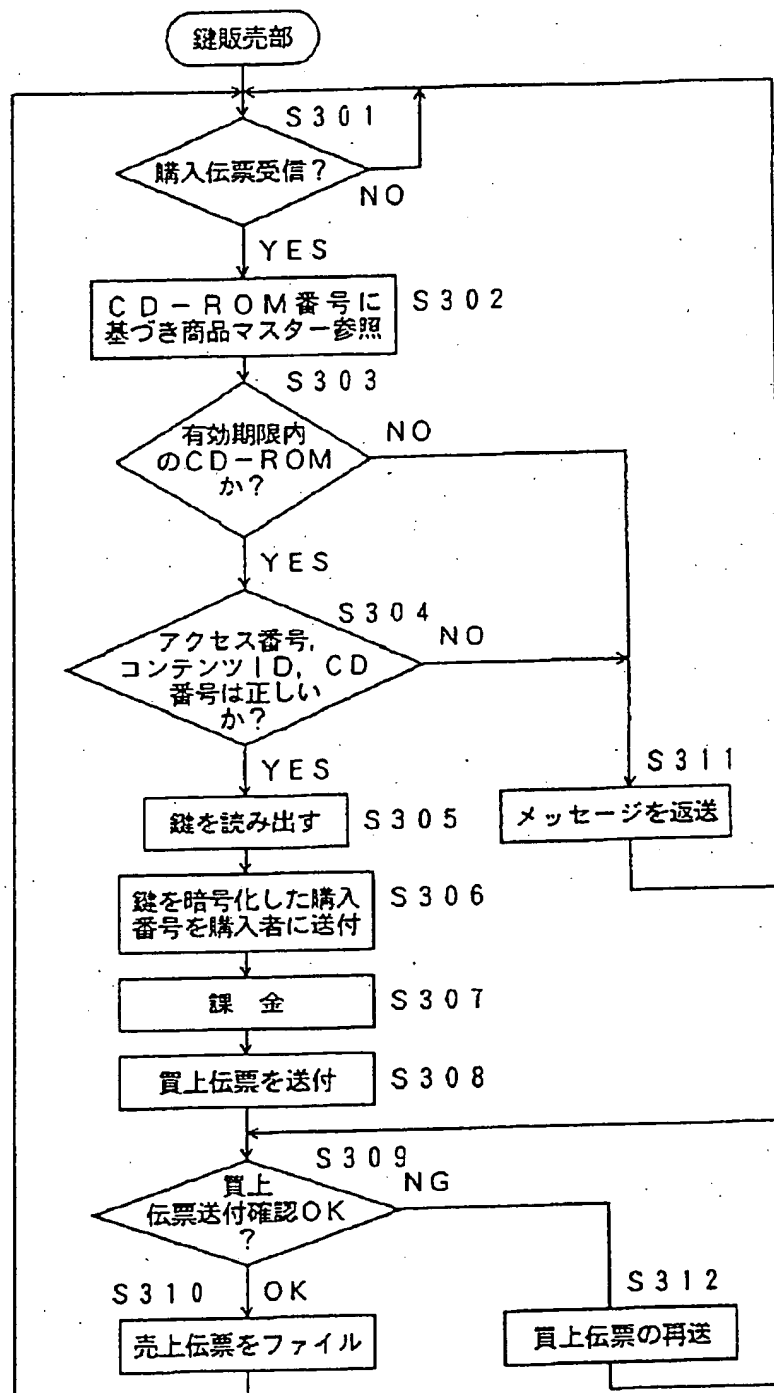 鍵販売部
S301
購入伝票受信?
NO
YES
CD-ROM番号に
基づき商品マスター参照
S302
S303
有効期限内
のCD-ROM
か?
NO
YES
S304
アクセス番号,
コンテンツID, CD
番号は正しい
か?
NO
YES
S311
メッセージを返送
鍵を読み出す
S305
鍵を暗号化した購入
番号を購入者に送付
S306
課 金
S307
買上伝票を送付
S308
S309
買上
伝票送付確認OK
?
NG
S310
OK
S312
売上伝票をファイル
買上伝票の再送